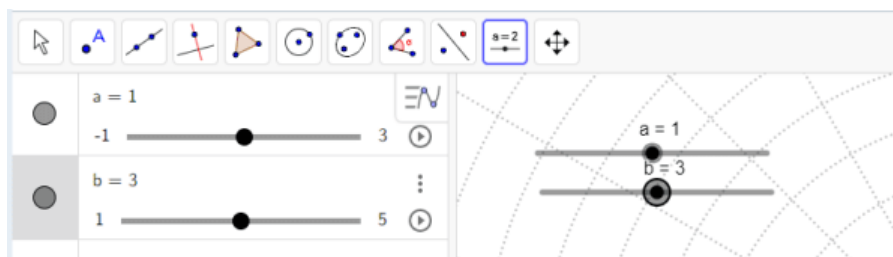 A
a=2
a = 1
-1 3
b = 3
1 5
a = 1
b = 3